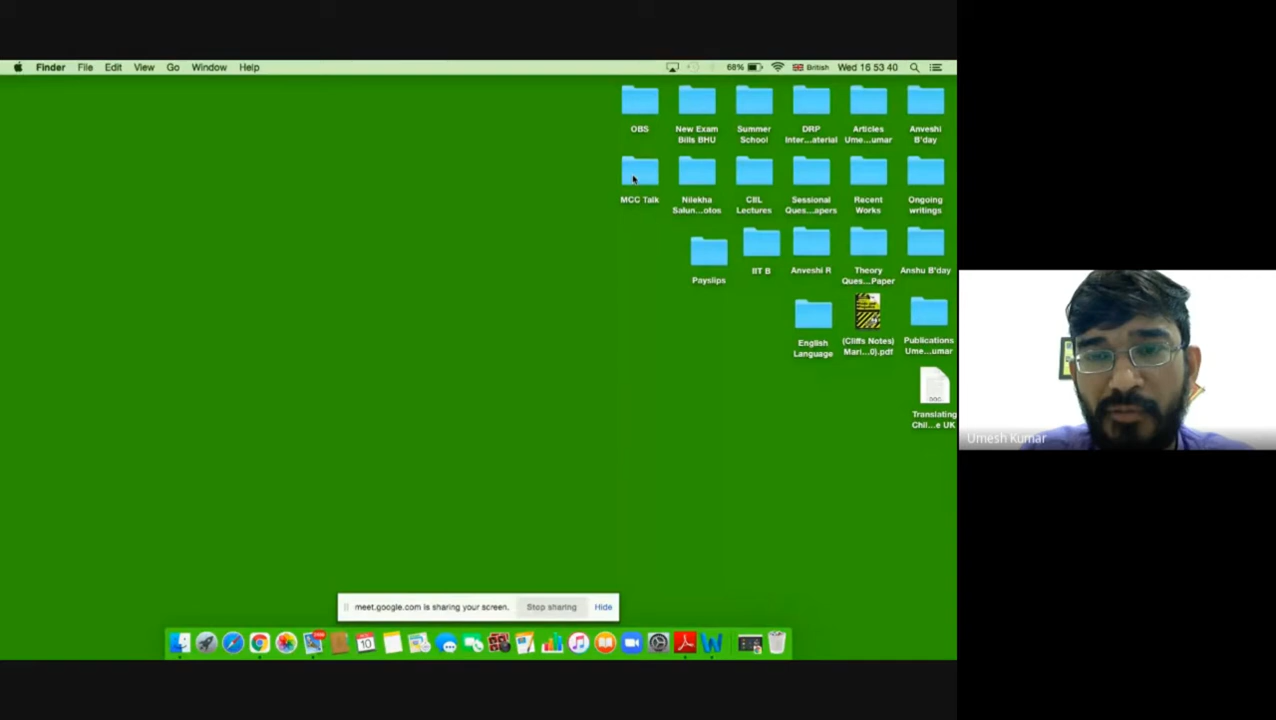 Finder File Edit View Go Window Help 68% British Wed 16 53 40
OBS
New Exam
Bills BHU
Summer
School
DRP
Inter...aterial
Articles
Ume...umar
Anveshi
B'day
MCC Talk
Nilekha
Salun...otos
CBL
Lectures
Sessional
Ques...apers
Recent
Works
Ongoing
writings
Payslips
IIT B
Anveshi R
Theory
Ques...Paper
Anshu B'day
English
Language
(Cliffs Notes)
Mari...0).pdf
Publications
Ume...umar
DOC
Translating
Chil...e UK
Umesh Kumar
meet.google.com is sharing your screen. Stop sharing Hide
10